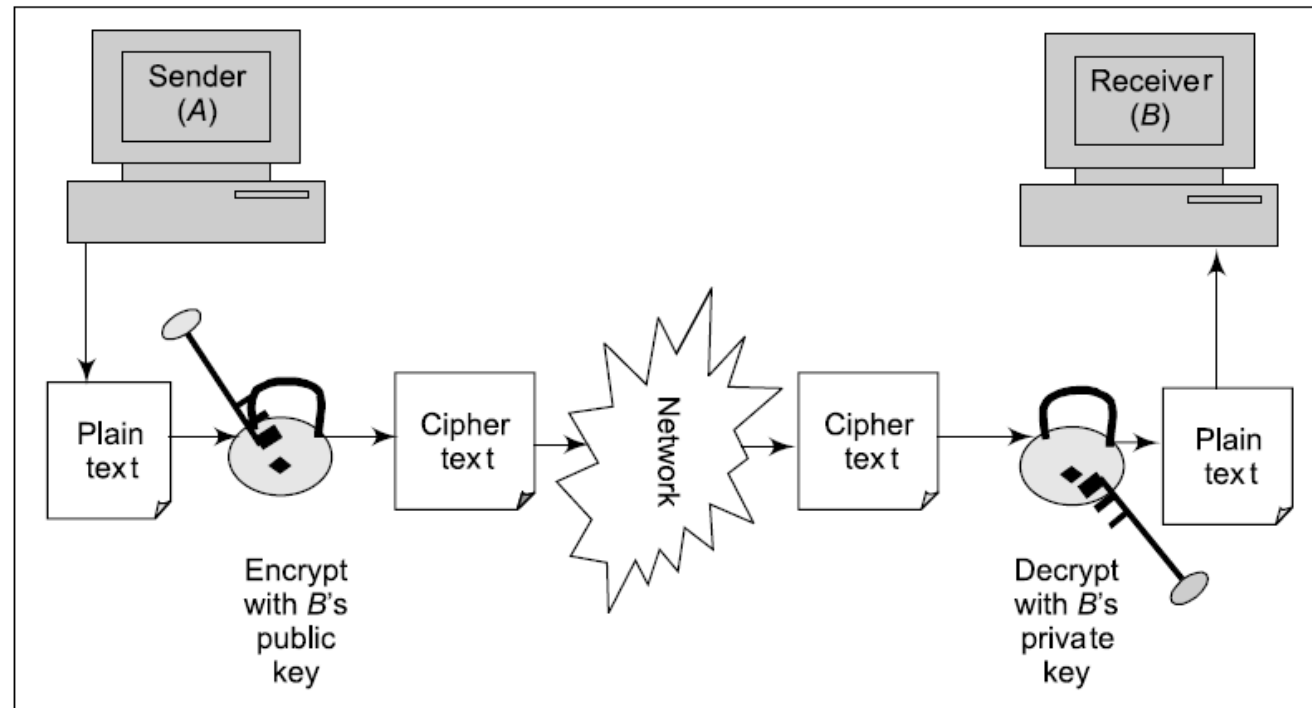 Sender
(A)
Receiver
(B)
Plain
text
Cipher
text
Network
Cipher
text
Plain
text
Encrypt
with B's
public
key
Decrypt
with B's
private
key